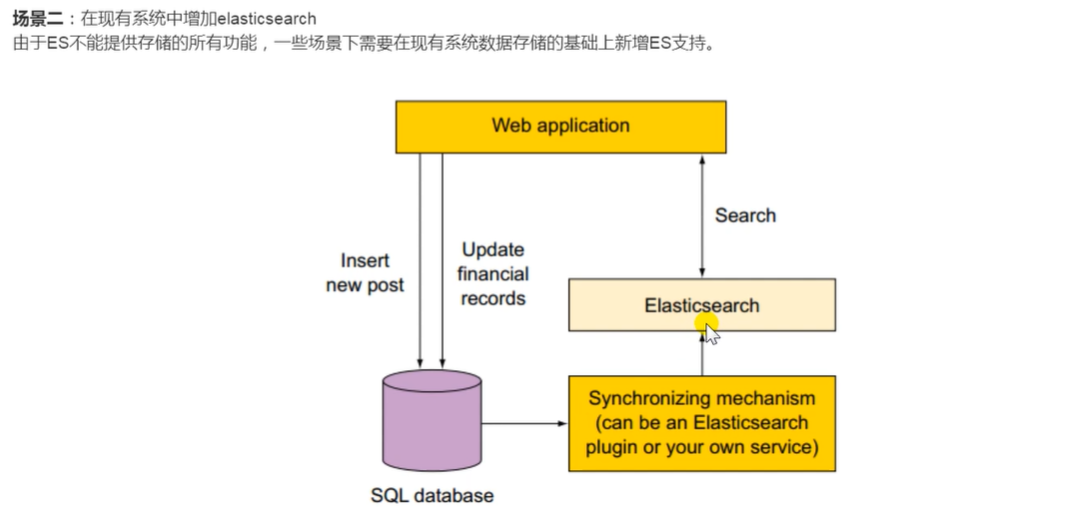 场景二：在现有系统中增加elasticsearch
由于ES不能提供存储的所有功能，一些场景下需要在现有系统数据存储的基础上新增ES支持。
Web application
Search
Insert
new post
Update
financial
records
Elasticsearch
Synchronizing mechanism
(can be an Elasticsearch
plugin or your own service)
SQL database